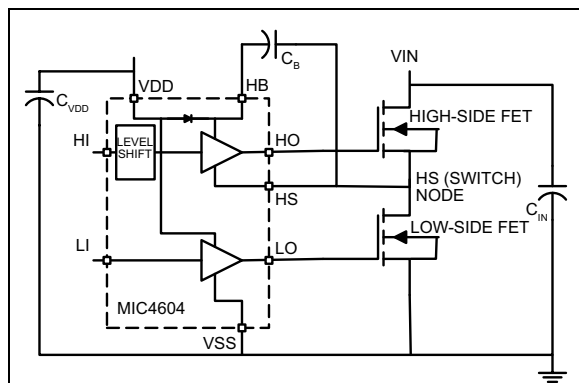 C_B
VIN
VDD
HB
C_VDD
HIGH-SIDE FET
HI
LEVEL
SHIFT
HO
HS (SWITCH)
NODE
HS
C_IN
LOW-SIDE FET
LI
LO
MIC4604
VSS